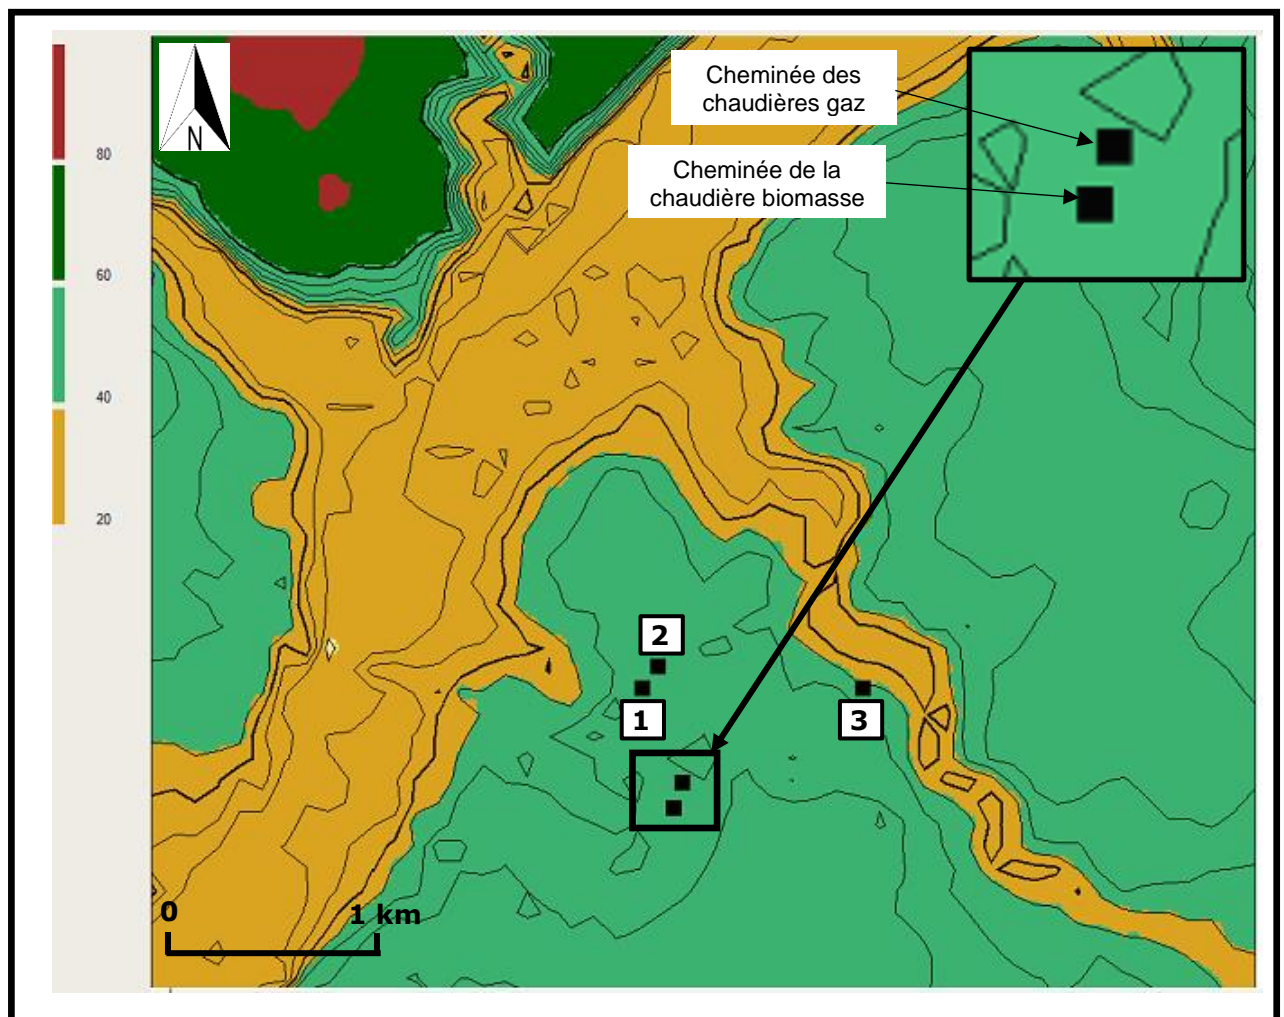 N
Cheminée des
chaudières gaz
Cheminée de la
chaudière biomasse
80
60
40
20
2
1
3
0
1 km